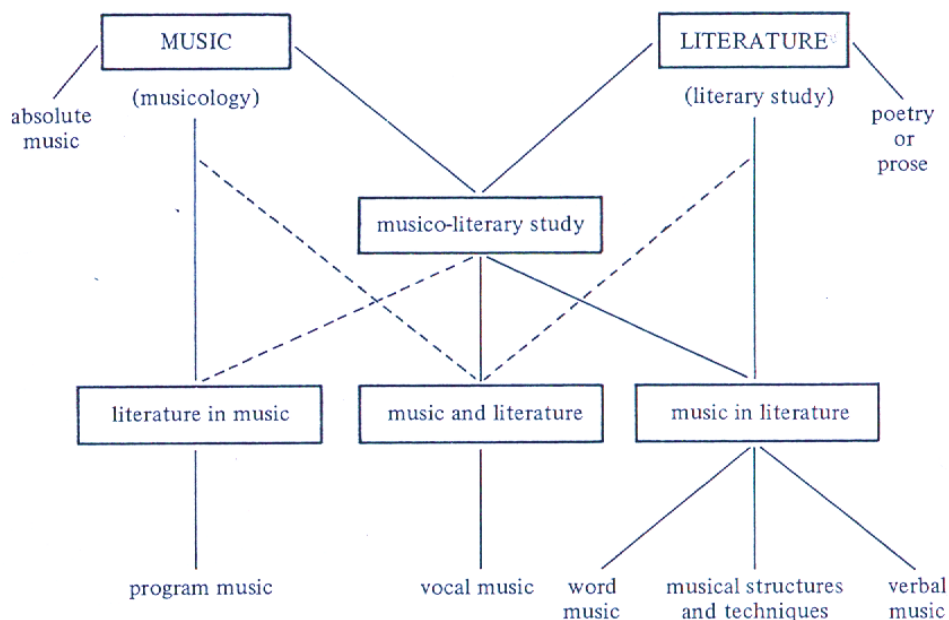 MUSIC
LITERATURE
(musicology)
(literary study)
absolute
music
poetry
or
prose
musico-literary study
literature in music
music and literature
music in literature
program music
vocal music
word
music
musical structures
and techniques
verbal
music